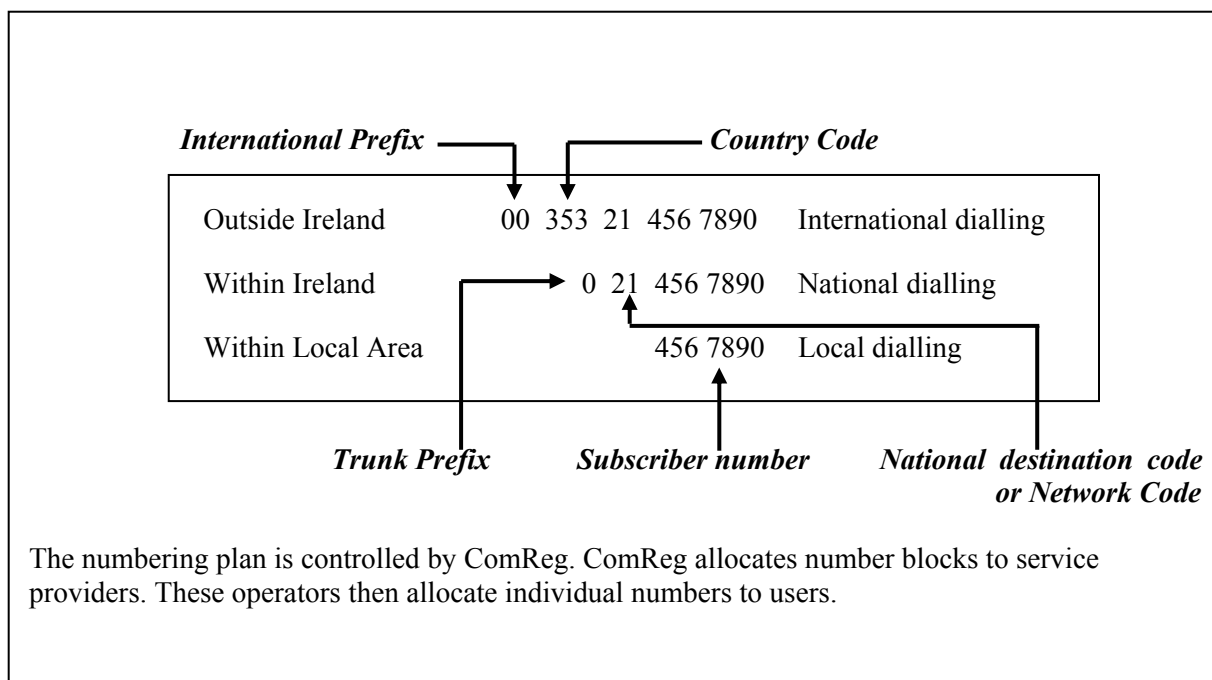 International Prefix Country Code
Outside Ireland 00 353 21 456 7890 International dialling
Within Ireland 0 21 456 7890 National dialling
Within Local Area 456 7890 Local dialling
Trunk Prefix Subscriber number National destination code
or Network Code
The numbering plan is controlled by ComReg. ComReg allocates number blocks to service
providers. These operators then allocate individual numbers to users.